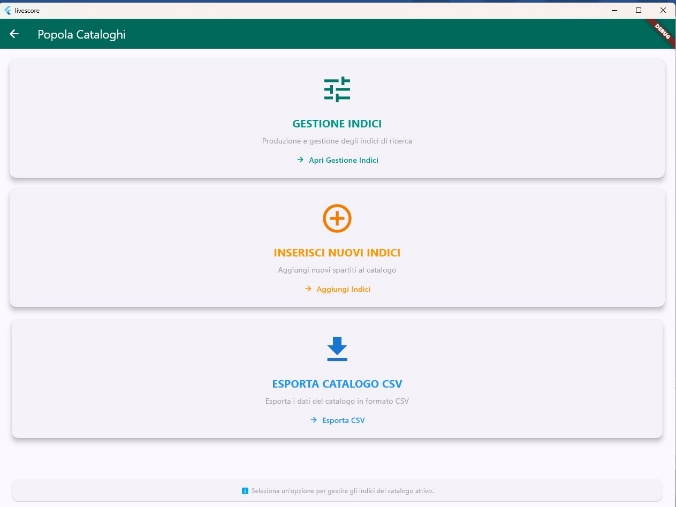 livescore
Popola Cataloghi
DEBUG
GESTIONE INDICI
Produzione e gestione degli indici di ricerca
→ Apri Gestione Indici
INSERISCI NUOVI INDICI
Aggiungi nuovi spartiti al catalogo
→ Aggiungi Indici
ESPORTA CATALOGO CSV
Esporta i dati del catalogo in formato CSV
→ Esporta CSV
Seleziona un'opzione per gestire gli indici del catalogo attivo.